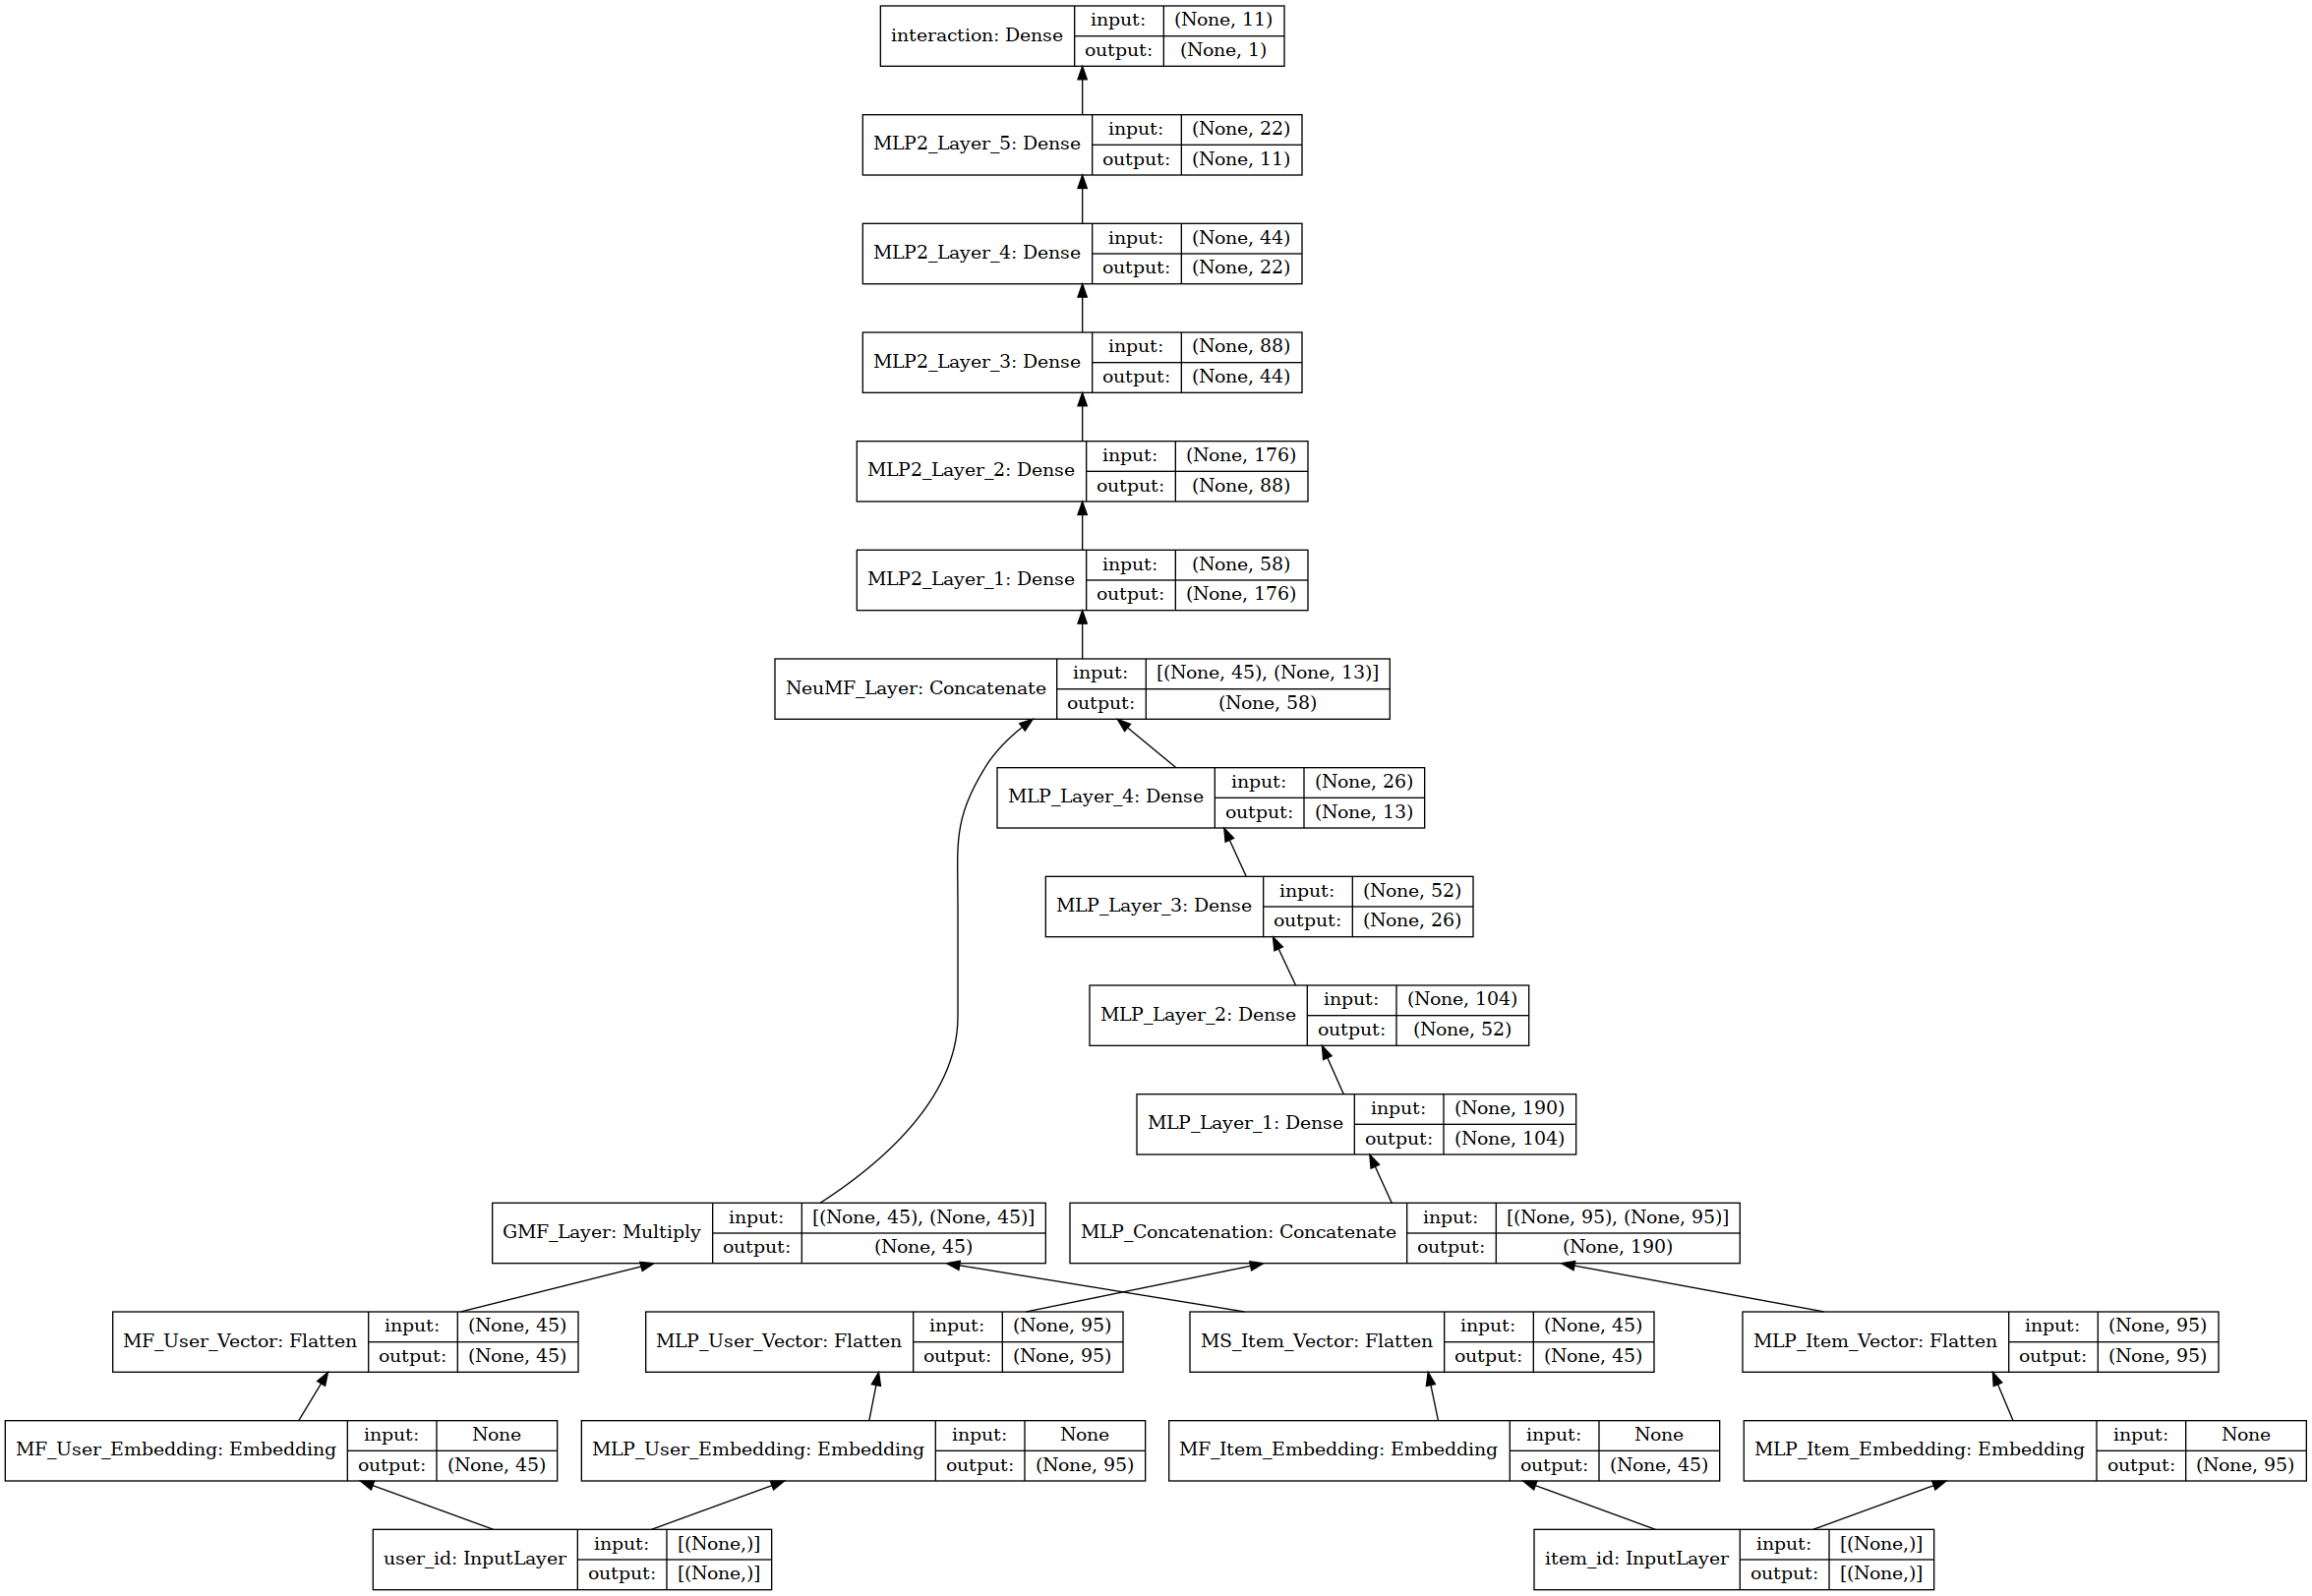 interaction: Dense
input:
(None, 11)
output:
(None, 1)
MLP2_Layer_5: Dense
input:
(None, 22)
output:
(None, 11)
MLP2_Layer_4: Dense
input:
(None, 44)
output:
(None, 22)
MLP2_Layer_3: Dense
input:
(None, 88)
output:
(None, 44)
MLP2_Layer_2: Dense
input:
(None, 176)
output:
(None, 88)
MLP2_Layer_1: Dense
input:
(None, 58)
output:
(None, 176)
NeuMF_Layer: Concatenate
input:
[(None, 45), (None, 13)]
output:
(None, 58)
MLP_Layer_4: Dense
input:
(None, 26)
output:
(None, 13)
MLP_Layer_3: Dense
input:
(None, 52)
output:
(None, 26)
MLP_Layer_2: Dense
input:
(None, 104)
output:
(None, 52)
MLP_Layer_1: Dense
input:
(None, 190)
output:
(None, 104)
GMF_Layer: Multiply
input:
[(None, 45), (None, 45)]
output:
(None, 45)
MLP_Concatenation: Concatenate
input:
[(None, 95), (None, 95)]
output:
(None, 190)
MF_User_Vector: Flatten
input:
(None, 45)
output:
(None, 45)
MLP_User_Vector: Flatten
input:
(None, 95)
output:
(None, 95)
MS_Item_Vector: Flatten
input:
(None, 45)
output:
(None, 45)
MLP_Item_Vector: Flatten
input:
(None, 95)
output:
(None, 95)
MF_User_Embedding: Embedding
input:
None
output:
(None, 45)
MLP_User_Embedding: Embedding
input:
None
output:
(None, 95)
MF_Item_Embedding: Embedding
input:
None
output:
(None, 45)
MLP_Item_Embedding: Embedding
input:
None
output:
(None, 95)
user_id: InputLayer
input:
[(None,)]
output:
[(None,)]
item_id: InputLayer
input:
[(None,)]
output:
[(None,)]